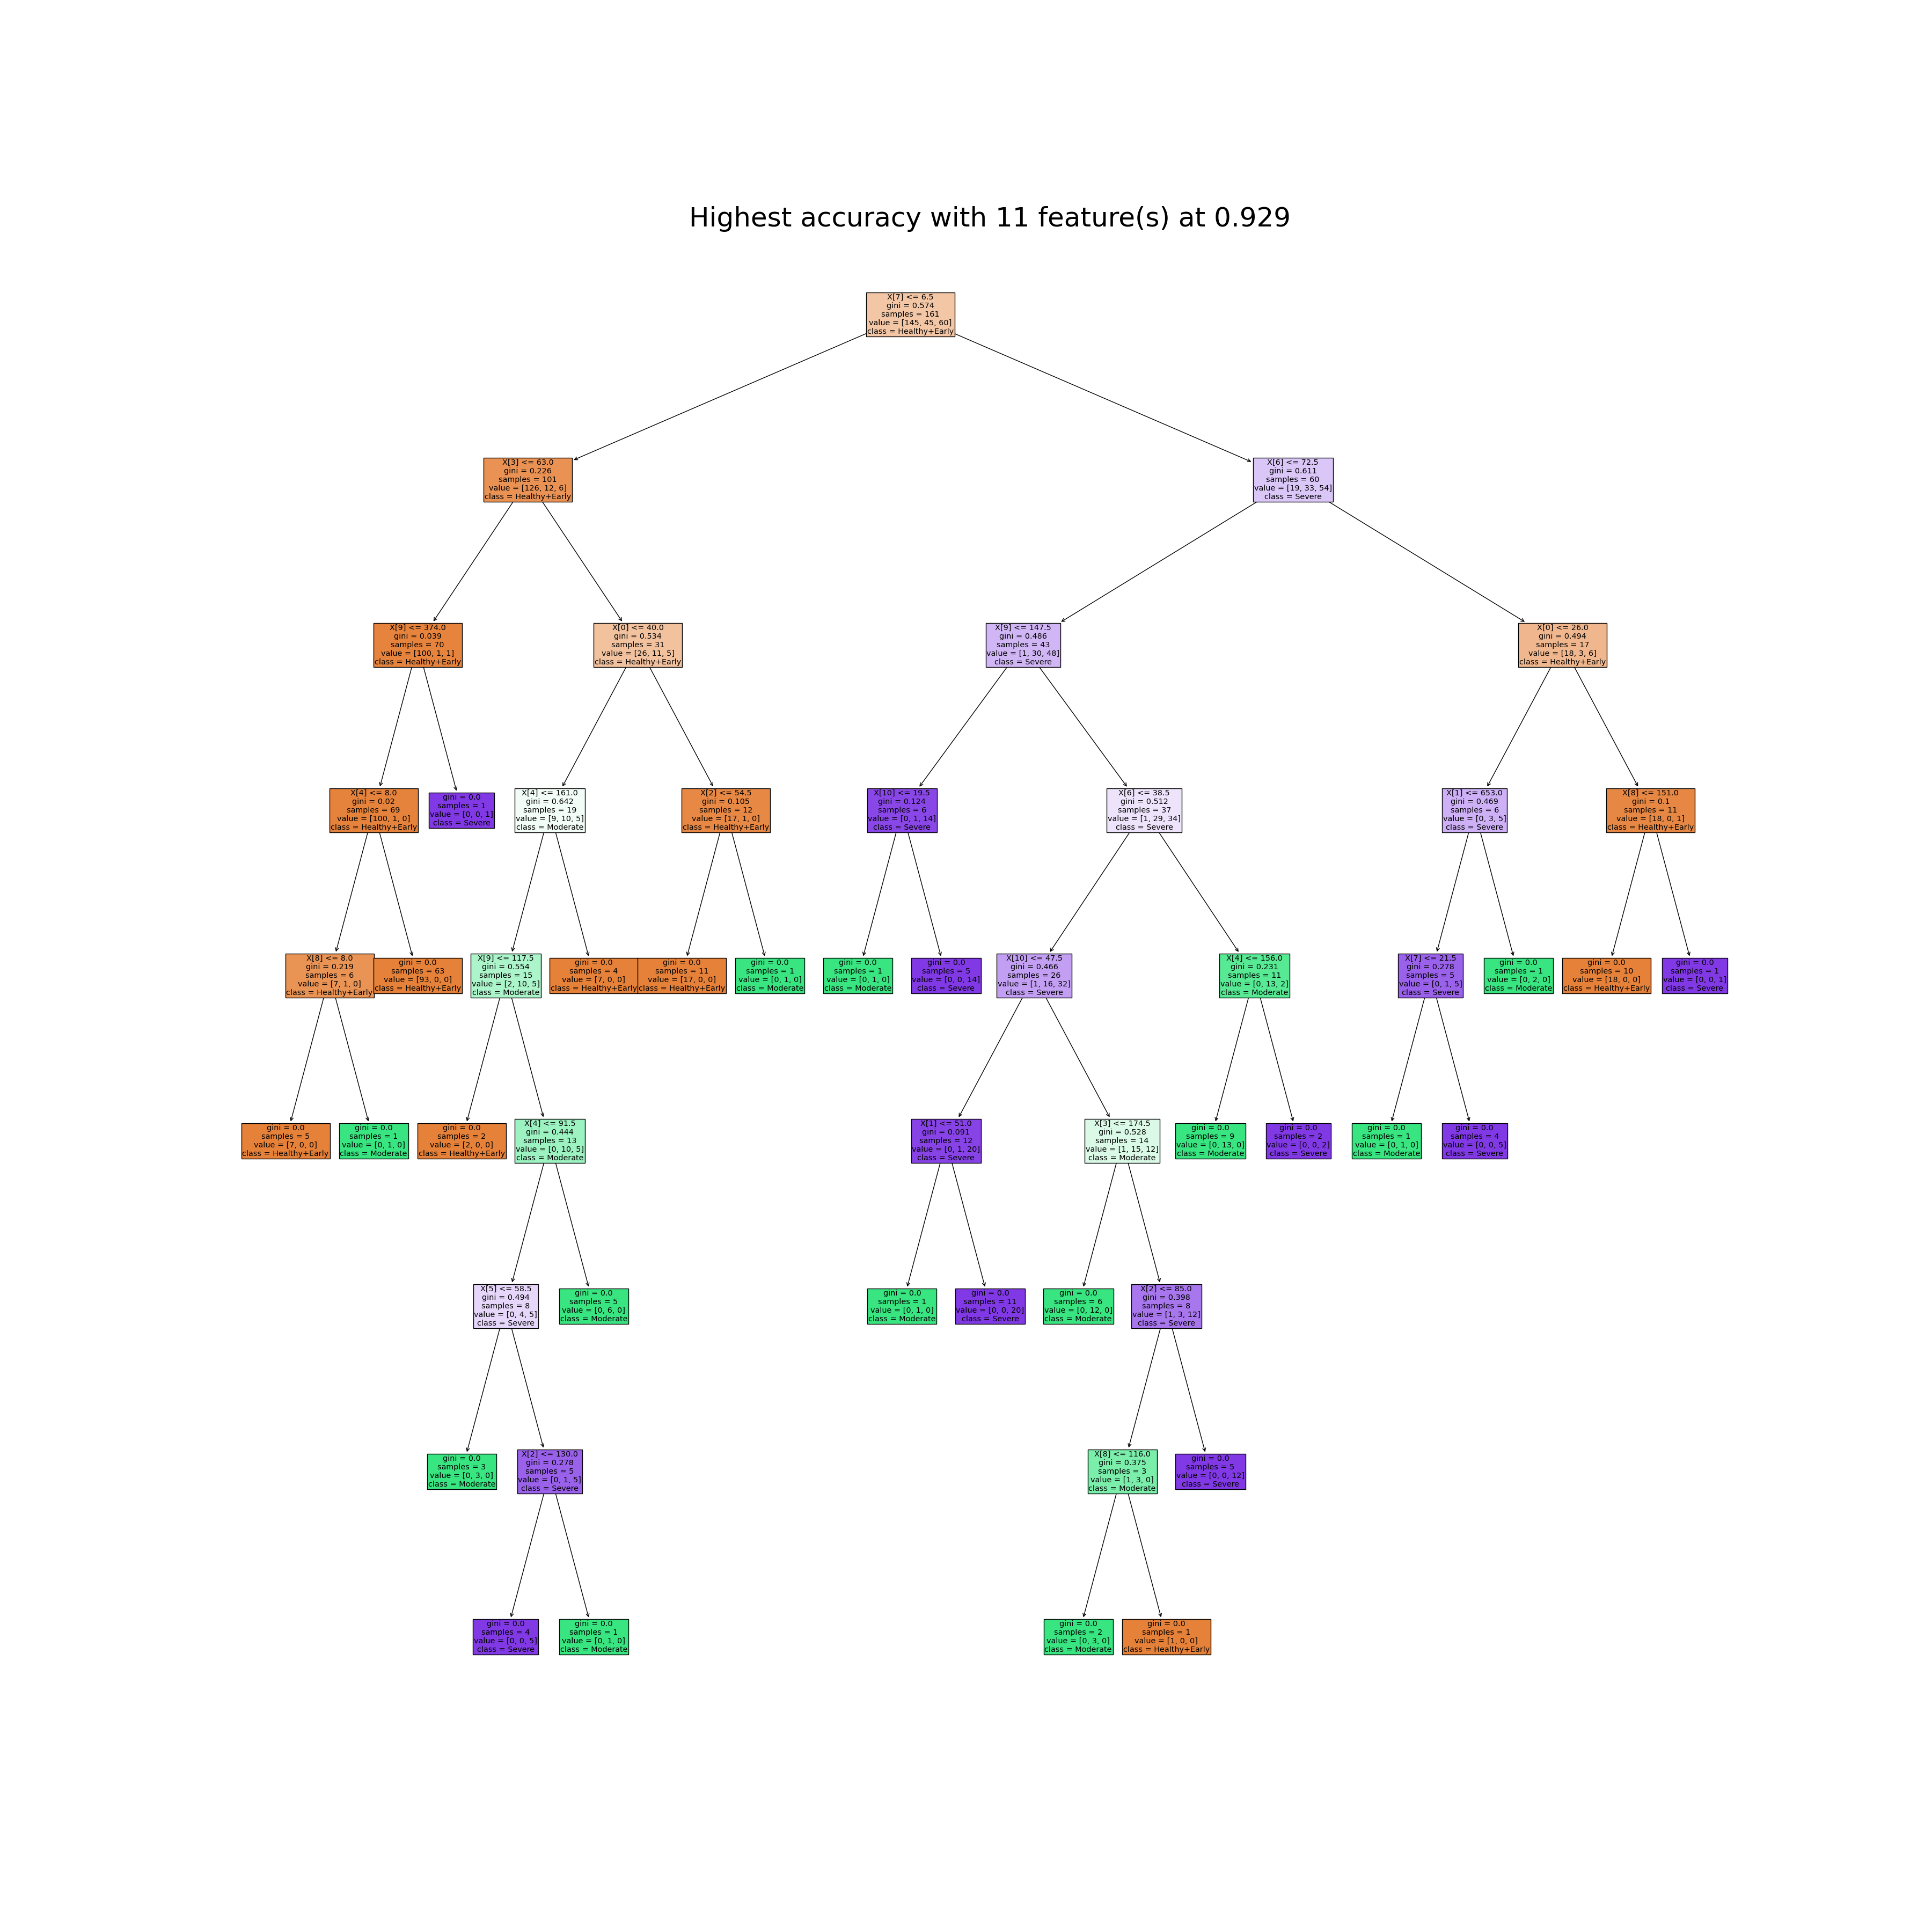 Highest accuracy with 11 feature(s) at 0.929
X[7] <= 6.5
gini = 0.574
samples = 161
value = [145, 45, 60]
class = Healthy+Early
X[3] <= 63.0
gini = 0.226
samples = 101
value = [126, 12, 6]
class = Healthy+Early
X[6] <= 72.5
gini = 0.611
samples = 60
value = [19, 33, 54]
class = Severe
X[9] <= 374.0
gini = 0.039
samples = 70
value = [100, 1, 1]
class = Healthy+Early
X[0] <= 40.0
gini = 0.534
samples = 31
value = [26, 11, 5]
class = Healthy+Early
X[9] <= 147.5
gini = 0.486
samples = 43
value = [1, 30, 48]
class = Severe
X[0] <= 26.0
gini = 0.494
samples = 17
value = [18, 3, 6]
class = Healthy+Early
X[4] <= 8.0
gini = 0.02
samples = 69
value = [100, 1, 0]
class = Healthy+Early
gini = 0.0
samples = 1
value = [0, 0, 1]
class = Severe
X[4] <= 161.0
gini = 0.642
samples = 19
value = [9, 10, 5]
class = Moderate
X[2] <= 54.5
gini = 0.105
samples = 12
value = [17, 1, 0]
class = Healthy+Early
X[10] <= 19.5
gini = 0.124
samples = 6
value = [0, 1, 14]
class = Severe
X[6] <= 38.5
gini = 0.512
samples = 37
value = [1, 29, 34]
class = Severe
X[1] <= 653.0
gini = 0.469
samples = 6
value = [0, 3, 5]
class = Severe
X[8] <= 151.0
gini = 0.1
samples = 11
value = [18, 0, 1]
class = Healthy+Early
X[8] <= 8.0
gini = 0.219
samples = 6
value = [7, 1, 0]
class = Healthy+Early
gini = 0.0
samples = 63
value = [93, 0, 0]
class = Healthy+Early
X[9] <= 117.5
gini = 0.554
samples = 15
value = [2, 10, 5]
class = Moderate
gini = 0.0
samples = 4
value = [7, 0, 0]
class = Healthy+Early
gini = 0.0
samples = 11
value = [17, 0, 0]
class = Healthy+Early
gini = 0.0
samples = 1
value = [0, 1, 0]
class = Moderate
gini = 0.0
samples = 1
value = [0, 1, 0]
class = Moderate
gini = 0.0
samples = 5
value = [0, 0, 14]
class = Severe
X[10] <= 47.5
gini = 0.466
samples = 26
value = [1, 16, 32]
class = Severe
X[4] <= 156.0
gini = 0.231
samples = 11
value = [0, 13, 2]
class = Moderate
X[7] <= 21.5
gini = 0.278
samples = 5
value = [0, 1, 5]
class = Severe
gini = 0.0
samples = 1
value = [0, 2, 0]
class = Moderate
gini = 0.0
samples = 10
value = [18, 0, 0]
class = Healthy+Early
gini = 0.0
samples = 1
value = [0, 0, 1]
class = Severe
gini = 0.0
samples = 5
value = [7, 0, 0]
class = Healthy+Early
gini = 0.0
samples = 1
value = [0, 1, 0]
class = Moderate
gini = 0.0
samples = 2
value = [2, 0, 0]
class = Healthy+Early
X[4] <= 91.5
gini = 0.444
samples = 13
value = [0, 10, 5]
class = Moderate
X[1] <= 51.0
gini = 0.091
samples = 12
value = [0, 1, 20]
class = Severe
X[3] <= 174.5
gini = 0.528
samples = 14
value = [1, 15, 12]
class = Moderate
gini = 0.0
samples = 9
value = [0, 13, 0]
class = Moderate
gini = 0.0
samples = 2
value = [0, 0, 2]
class = Severe
gini = 0.0
samples = 1
value = [0, 1, 0]
class = Moderate
gini = 0.0
samples = 4
value = [0, 0, 5]
class = Severe
X[5] <= 58.5
gini = 0.494
samples = 8
value = [0, 4, 5]
class = Severe
gini = 0.0
samples = 5
value = [0, 6, 0]
class = Moderate
gini = 0.0
samples = 1
value = [0, 1, 0]
class = Moderate
gini = 0.0
samples = 11
value = [0, 0, 20]
class = Severe
gini = 0.0
samples = 6
value = [0, 12, 0]
class = Moderate
X[2] <= 85.0
gini = 0.398
samples = 8
value = [1, 3, 12]
class = Severe
gini = 0.0
samples = 3
value = [0, 3, 0]
class = Moderate
X[2] <= 130.0
gini = 0.278
samples = 5
value = [0, 1, 5]
class = Severe
X[8] <= 116.0
gini = 0.375
samples = 3
value = [1, 3, 0]
class = Moderate
gini = 0.0
samples = 5
value = [0, 0, 12]
class = Severe
gini = 0.0
samples = 4
value = [0, 0, 5]
class = Severe
gini = 0.0
samples = 1
value = [0, 1, 0]
class = Moderate
gini = 0.0
samples = 2
value = [0, 3, 0]
class = Moderate
gini = 0.0
samples = 1
value = [1, 0, 0]
class = Healthy+Early